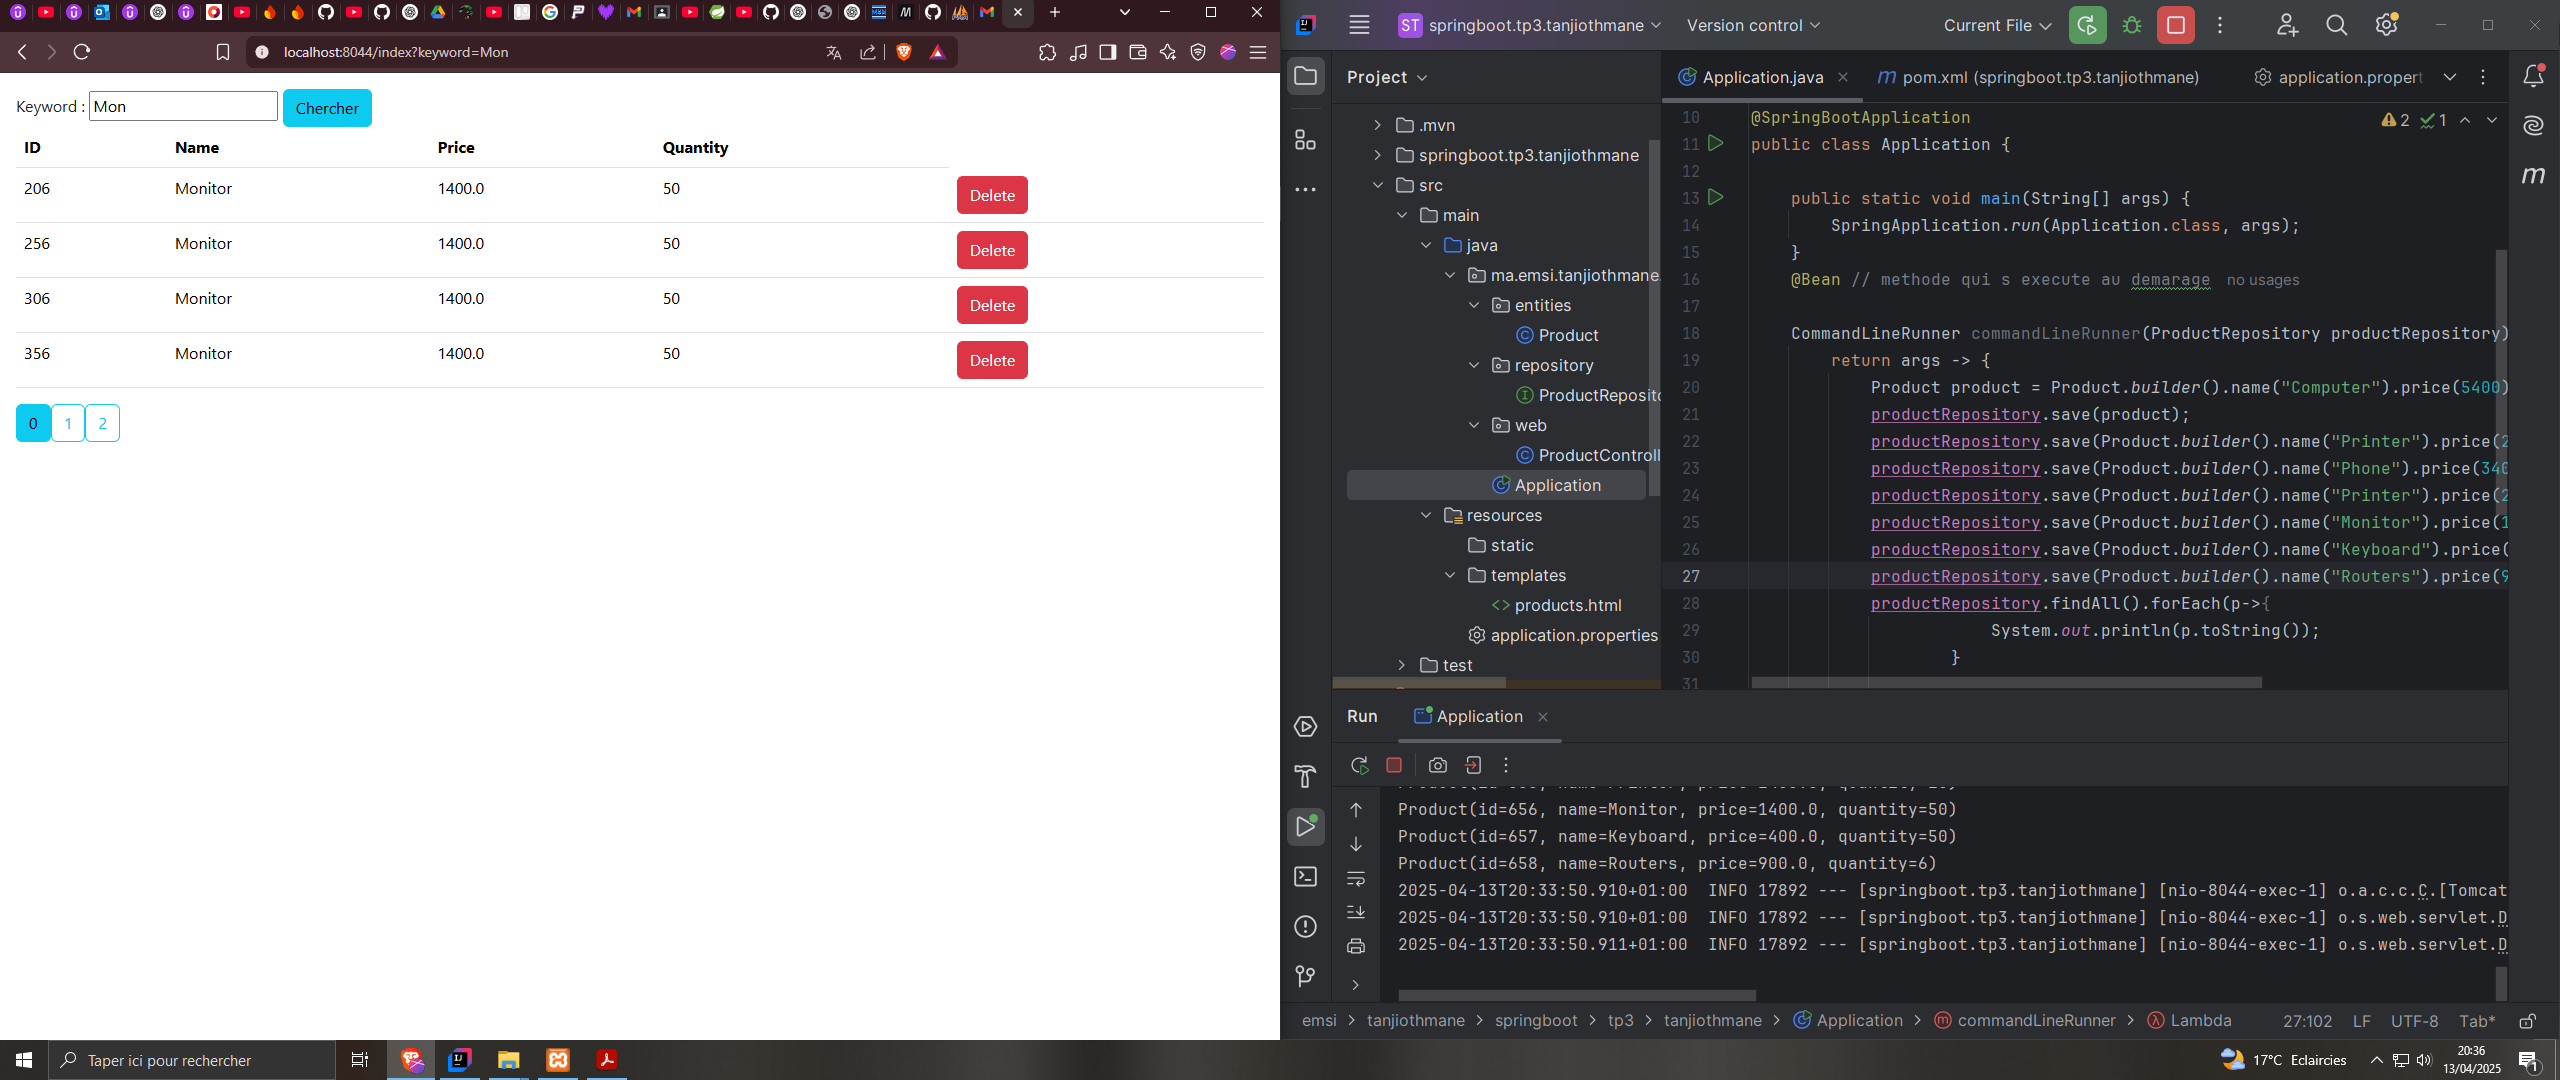 localhost:8044/index?keyword=Mon
Keyword : Mon Chercher
ID Name Price Quantity
206 Monitor 1400.0 50 Delete
256 Monitor 1400.0 50 Delete
306 Monitor 1400.0 50 Delete
356 Monitor 1400.0 50 Delete
0 1 2
ST springboot.tp3.tanjiothmane Version control Current File
Project
.mvn
springboot.tp3.tanjiothmane
src
main
java
ma.emsi.tanjiothmane.
entities
Product
repository
ProductReposito
web
ProductControll
Application
resources
static
templates
products.html
application.properties
test
Application.java pom.xml (springboot.tp3.tanjiothmane) application.propert
2 1
10 @SpringBootApplication
11 public class Application {
12
13 public static void main(String[] args) {
14 SpringApplication.run(Application.class, args);
15 }
16 @Bean // methode qui s execute au demarage no usages
17
18 CommandLineRunner commandLineRunner(ProductRepository productRepository)
19 return args -> {
20 Product product = Product.builder().name("Computer").price(5400)
21 productRepository.save(product);
22 productRepository.save(Product.builder().name("Printer").price(2
23 productRepository.save(Product.builder().name("Phone").price(340
24 productRepository.save(Product.builder().name("Printer").price(2
25 productRepository.save(Product.builder().name("Monitor").price(1
26 productRepository.save(Product.builder().name("Keyboard").price(
27 productRepository.save(Product.builder().name("Routers").price(9
28 productRepository.findAll().forEach(p->{
29 System.out.println(p.toString());
30 }
31
Run Application
Product(id=656, name=Monitor, price=1400.0, quantity=50)
Product(id=657, name=Keyboard, price=400.0, quantity=50)
Product(id=658, name=Routers, price=900.0, quantity=6)
2025-04-13T20:33:50.910+01:00 INFO 17892 --- [springboot.tp3.tanjiothmane] [nio-8044-exec-1] o.a.c.c.C.[Tomcat
2025-04-13T20:33:50.910+01:00 INFO 17892 --- [springboot.tp3.tanjiothmane] [nio-8044-exec-1] o.s.web.servlet.D
2025-04-13T20:33:50.911+01:00 INFO 17892 --- [springboot.tp3.tanjiothmane] [nio-8044-exec-1] o.s.web.servlet.D
emsi > tanjiothmane > springboot > tp3 > tanjiothmane > Application > commandLineRunner > Lambda 27:102 LF UTF-8 Tab*
Taper ici pour rechercher
17°C Eclaircies
20:36
13/04/2025
1